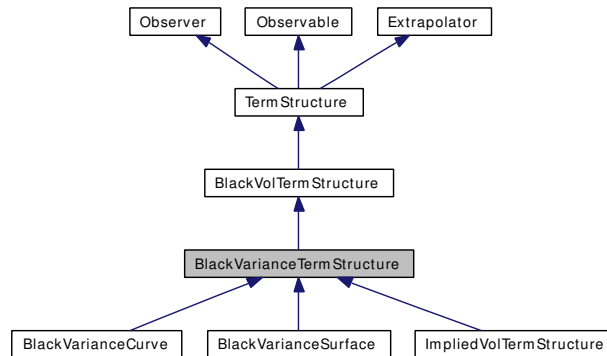 Observer
Observable
Extrapolator
TermStructure
BlackVolTermStructure
BlackVarianceTermStructure
BlackVarianceCurve
BlackVarianceSurface
ImpliedVolTermStructure